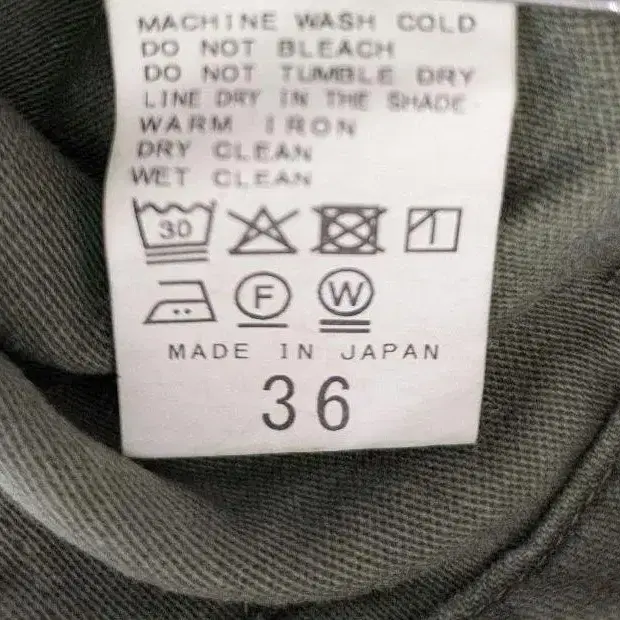 MACHINE WASH COLD
DO NOT BLEACH
DO NOT TUMBLE DRY
LINE DRY IN THE SHADE
WARM IRON
DRY CLEAN
WET CLEAN
30
F W
MADE IN JAPAN
36